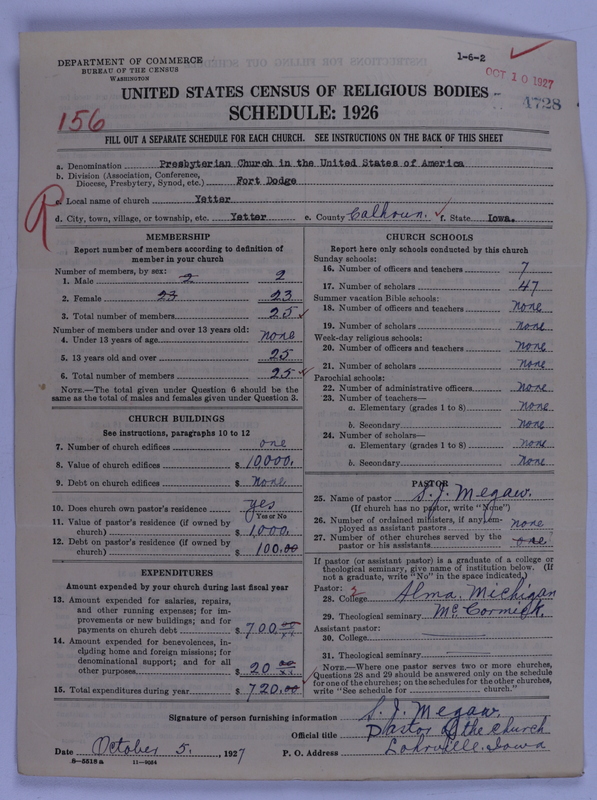 DEPARTMENT OF COMMERCE
BUREAU OF THE CENSUS
WASHINGTON
1-6-2
OCT 10 1927
4728
UNITED STATES CENSUS OF RELIGIOUS BODIES
SCHEDULE: 1926
156
FILL OUT A SEPARATE SCHEDULE FOR EACH CHURCH. SEE INSTRUCTIONS ON THE BACK OF THIS SHEET
a. Denomination Presbyterian Church in the United States of America
b. Division (Association, Conference,
Diocese, Presbytery, Synod, etc.) Fort Dodge
R
c. Local name of church Yetter
d. City, town, village, or township, etc. Yetter e. County Calhoun. f. State Iowa.
MEMBERSHIP
Report number of members according to definition of
member in your church
Number of members, by sex:
1. Male 2 2
2. Female 23 23
3. Total number of members 25
Number of members under and over 13 years old:
4. Under 13 years of age none
5. 13 years old and over 25
6. Total number of members 25
NOTE.—The total given under Question 6 should be the
same as the total of males and females given under Question 3.
CHURCH BUILDINGS
See instructions, paragraphs 10 to 12
7. Number of church edifices one
8. Value of church edifices $ 10,000.
9. Debt on church edifices $ none
10. Does church own pastor's residence yes
Yes or No
11. Value of pastor's residence (if owned by
church) $ 1,000.
12. Debt on pastor's residence (if owned by
church) $ 100.00
EXPENDITURES
Amount expended by your church during last fiscal year
13. Amount expended for salaries, repairs,
and other running expenses; for im-
provements or new buildings; and for
payments on church debt $ 700 xx
14. Amount expended for benevolences, in-
cluding home and foreign missions; for
denominational support; and for all
other purposes $ 20 00 xx
15. Total expenditures during year $ 720.00
CHURCH SCHOOLS
Report here only schools conducted by this church
Sunday schools:
16. Number of officers and teachers 7
17. Number of scholars 47
Summer vacation Bible schools:
18. Number of officers and teachers none
19. Number of scholars none
Week-day religious schools:
20. Number of officers and teachers none
21. Number of scholars none
Parochial schools:
22. Number of administrative officers none
23. Number of teachers—
a. Elementary (grades 1 to 8) none
b. Secondary none
24. Number of scholars—
a. Elementary (grades 1 to 8) none
b. Secondary none
PASTOR
25. Name of pastor S. J. Megaw.
(If church has no pastor, write "None")
26. Number of ordained ministers, if any, em-
ployed as assistant pastors none
27. Number of other churches served by the
pastor or his assistants one
If pastor (or assistant pastor) is a graduate of a college or
theological seminary, give name of institution below. (If
not a graduate, write "No" in the space indicated)
Pastor: 2
28. College Alma, Michigan
29. Theological seminary McCormick.
Assistant pastor:
30. College
31. Theological seminary
NOTE.—Where one pastor serves two or more churches,
Questions 28 and 29 should be answered only on the schedule
for one of the churches; on the schedules for the other churches,
write "See schedule for church."
Signature of person furnishing information S. J. Megaw.
Official title Pastor of the church
Date October 5, 1927 P. O. Address Lohrville, Iowa
8-5518 a 11-9024